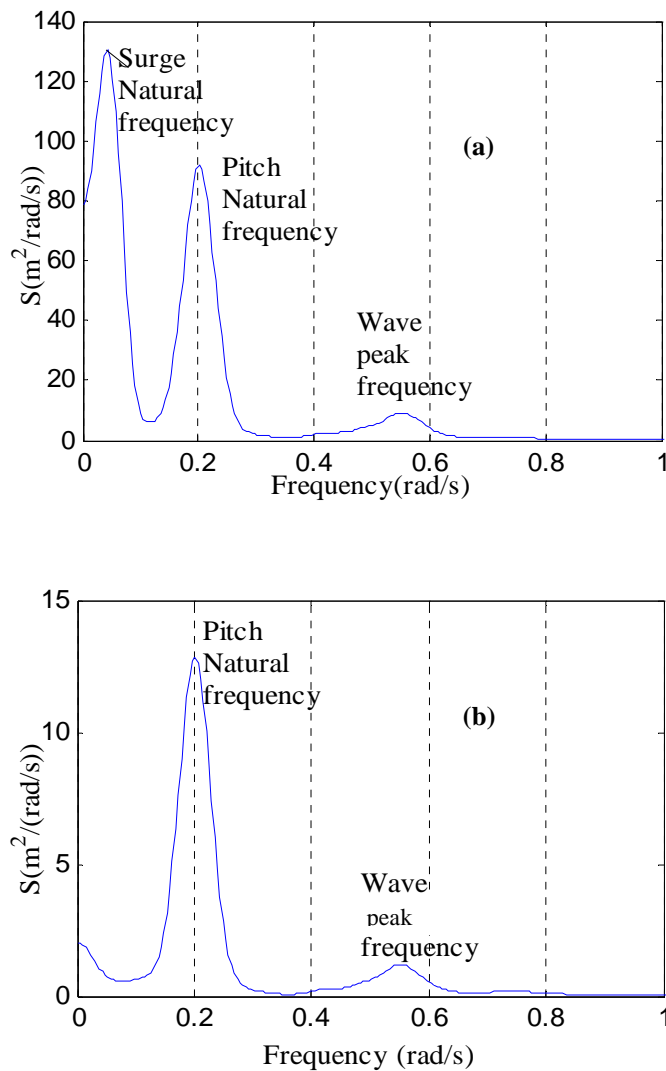 140
120
100
80
60
40
20
0
S(m²/rad/s))
Surge
Natural
frequency
(a)
Pitch
Natural
frequency
Wave
peak
frequency
0 0.2 0.4 0.6 0.8 1
Frequency(rad/s)
15
10
5
0
S(m²/(rad/s))
Pitch
Natural
frequency
(b)
Wave
peak
frequency
0 0.2 0.4 0.6 0.8 1
Frequency (rad/s)